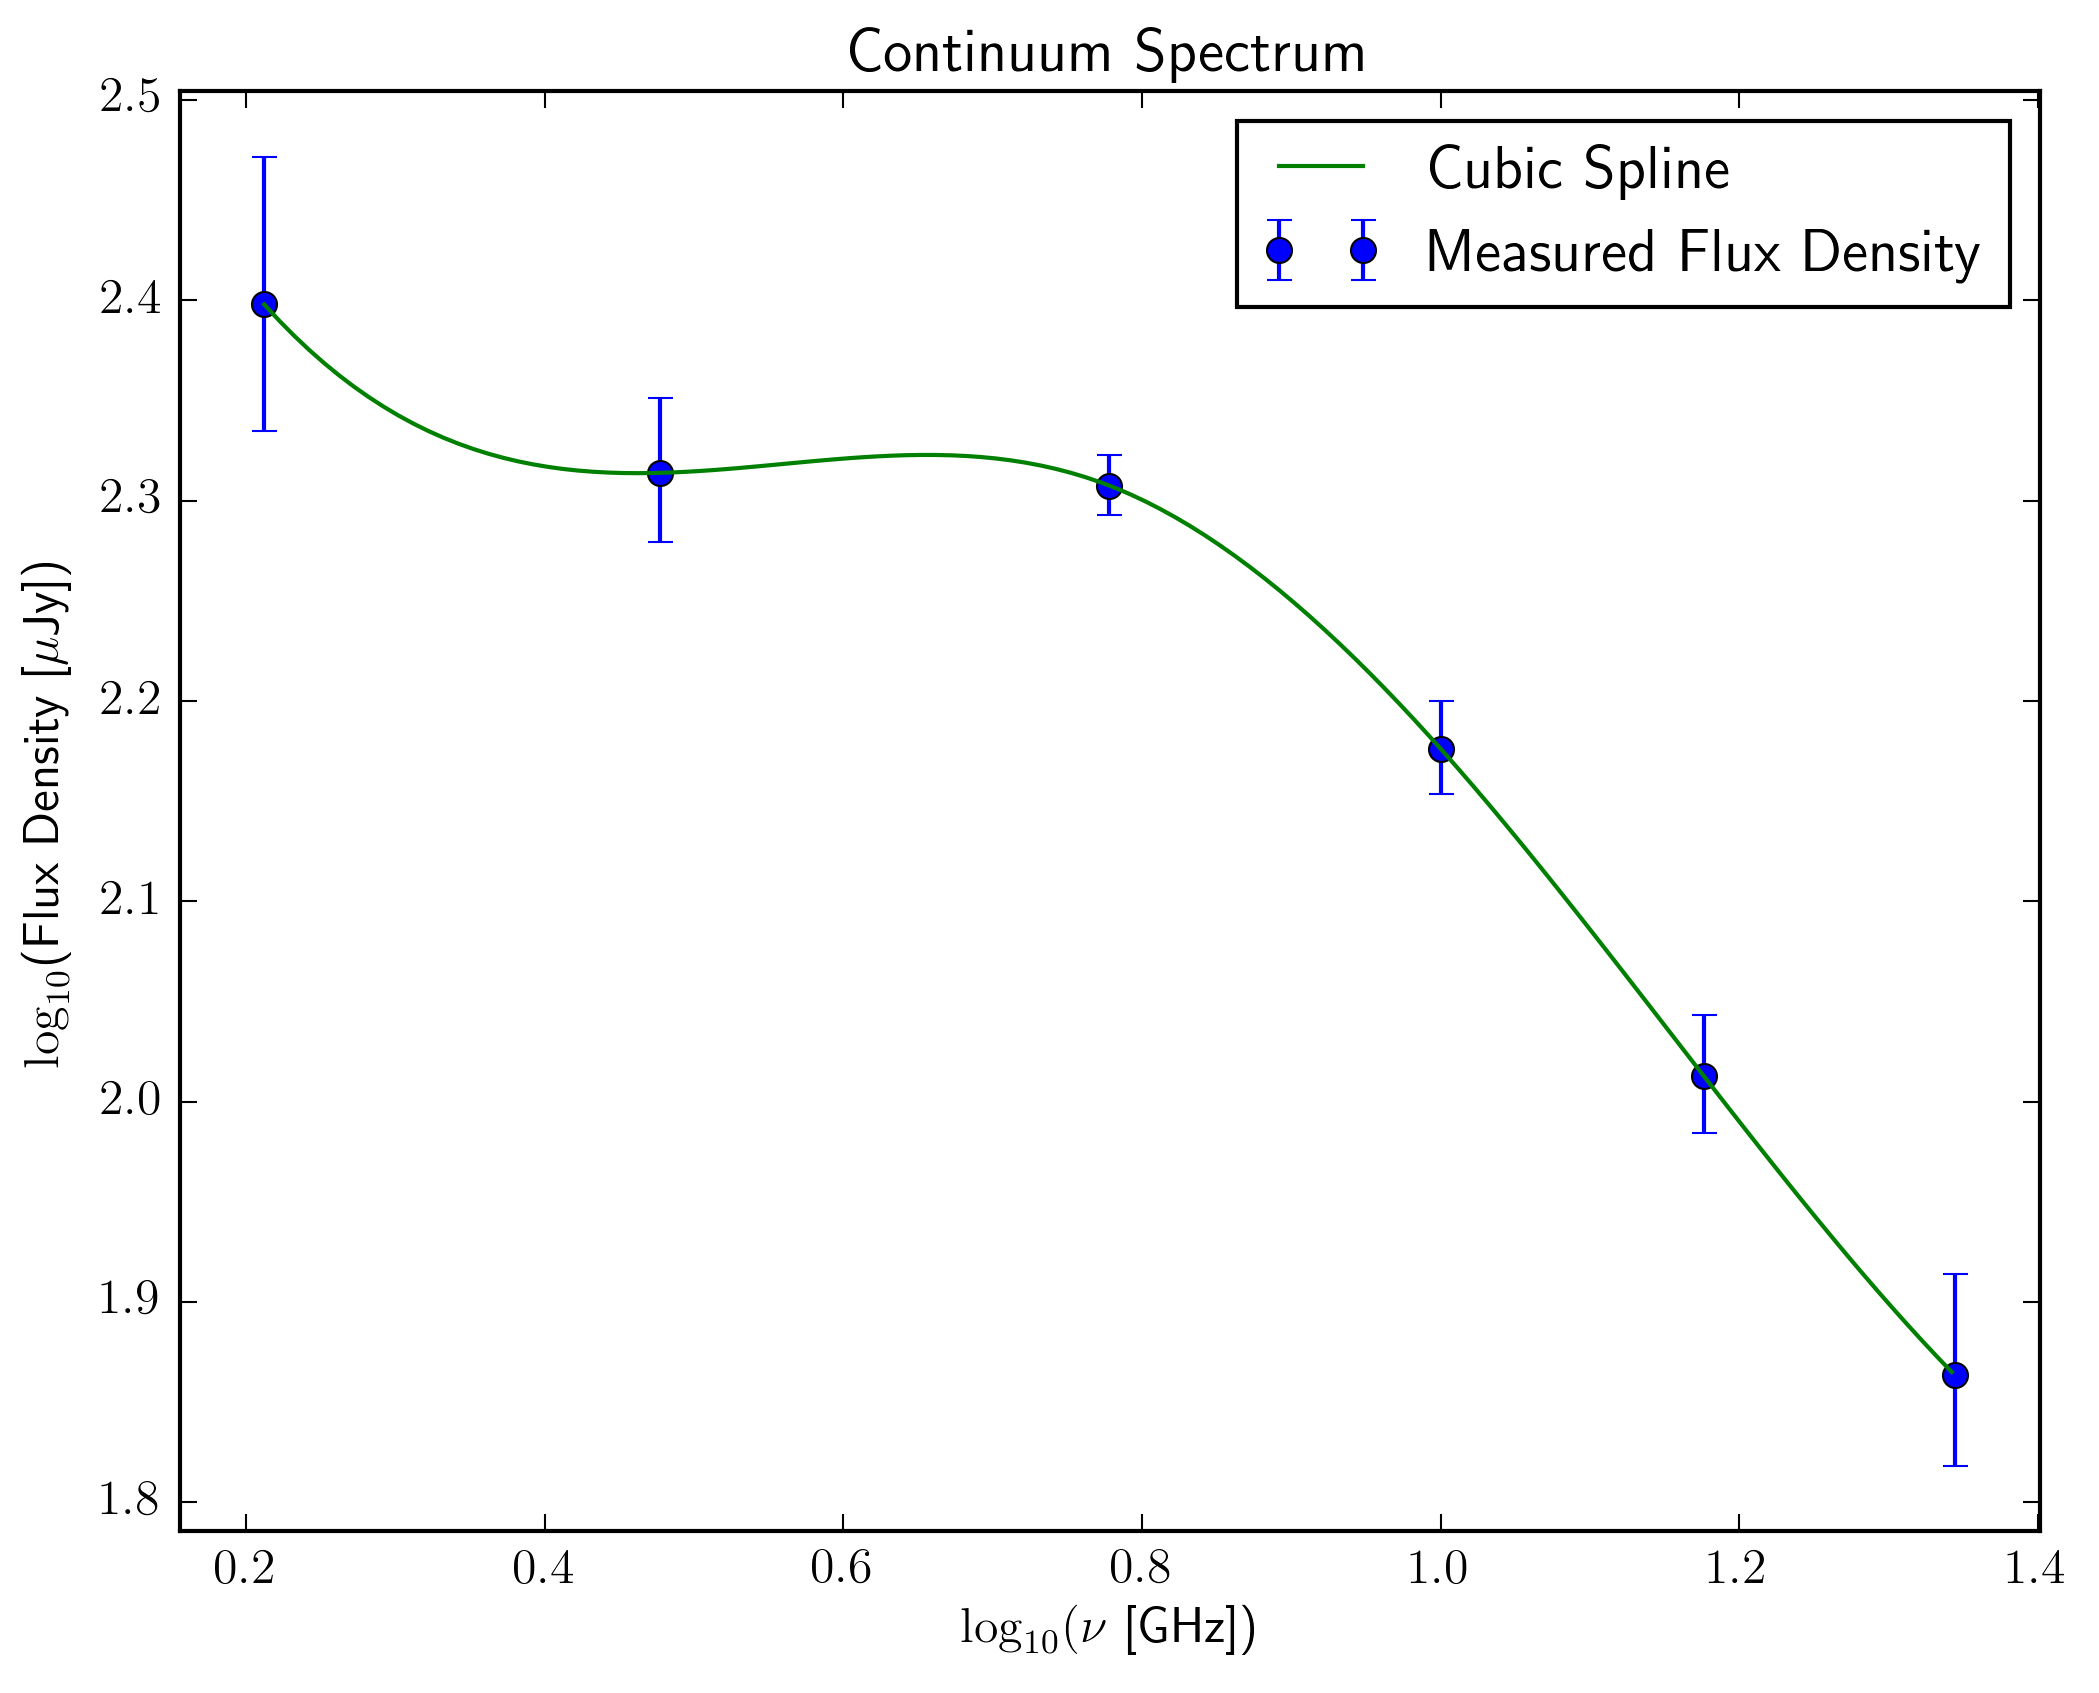 Continuum Spectrum
Cubic Spline
Measured Flux Density
2.5
2.4
2.3
2.2
2.1
2.0
1.9
1.8
log₁₀(Flux Density [μJy])
0.2 0.4 0.6 0.8 1.0 1.2 1.4
log₁₀(ν [GHz])